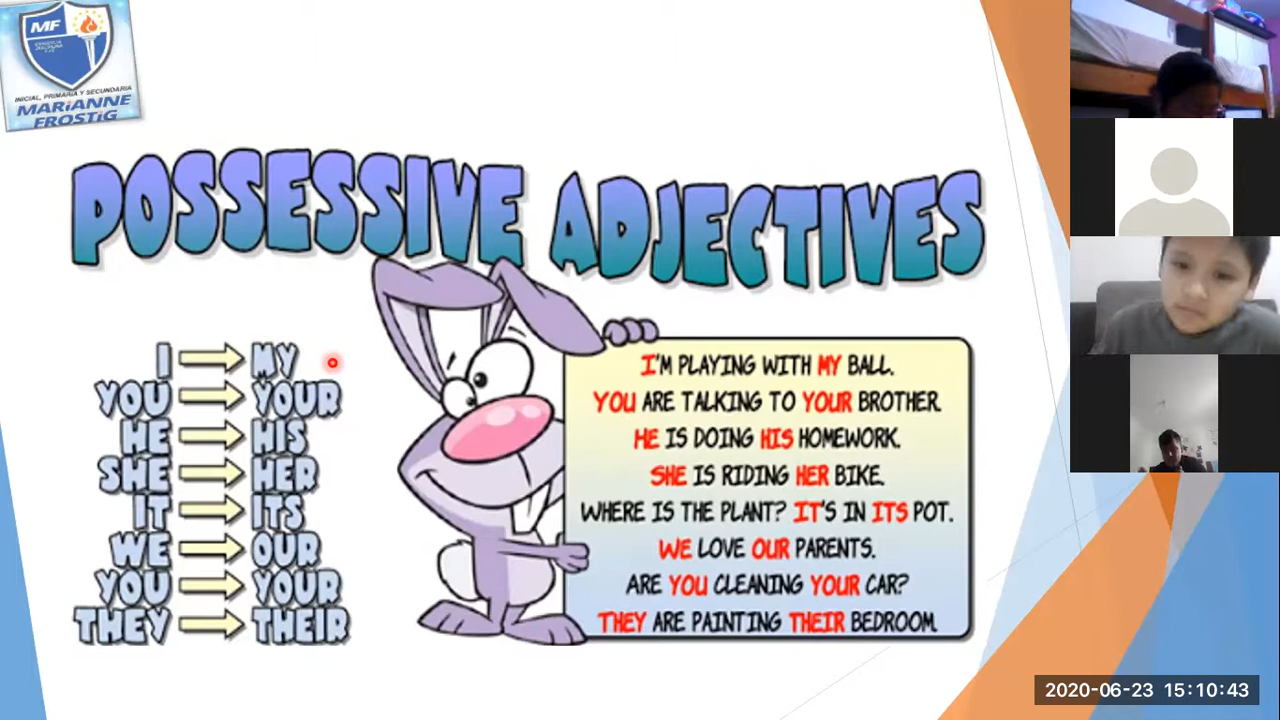 MF
INICIAL, PRIMARIA Y SECUNDARIA
MARIANNE
FROSTIG
POSSESSIVE ADJECTIVES
I MY
YOU YOUR
HE HIS
SHE HER
IT ITS
WE OUR
YOU YOUR
THEY THEIR
I'M PLAYING WITH MY BALL.
YOU ARE TALKING TO YOUR BROTHER.
HE IS DOING HIS HOMEWORK.
SHE IS RIDING HER BIKE.
WHERE IS THE PLANT? IT'S IN ITS POT.
WE LOVE OUR PARENTS.
ARE YOU CLEANING YOUR CAR?
THEY ARE PAINTING THEIR BEDROOM.
2020-06-23 15:10:43